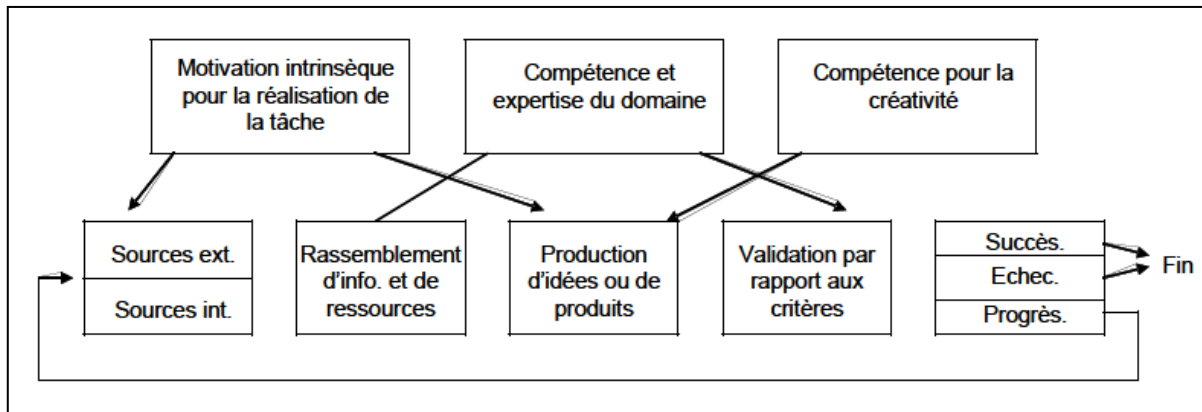 Motivation intrinsèque
pour la réalisation de
la tâche
Compétence et
expertise du domaine
Compétence pour la
créativité
Sources ext.
Sources int.
Rassemblement
d'info. et de
ressources
Production
d'idées ou de
produits
Validation par
rapport aux
critères
Succès.
Echec.
Progrès.
Fin